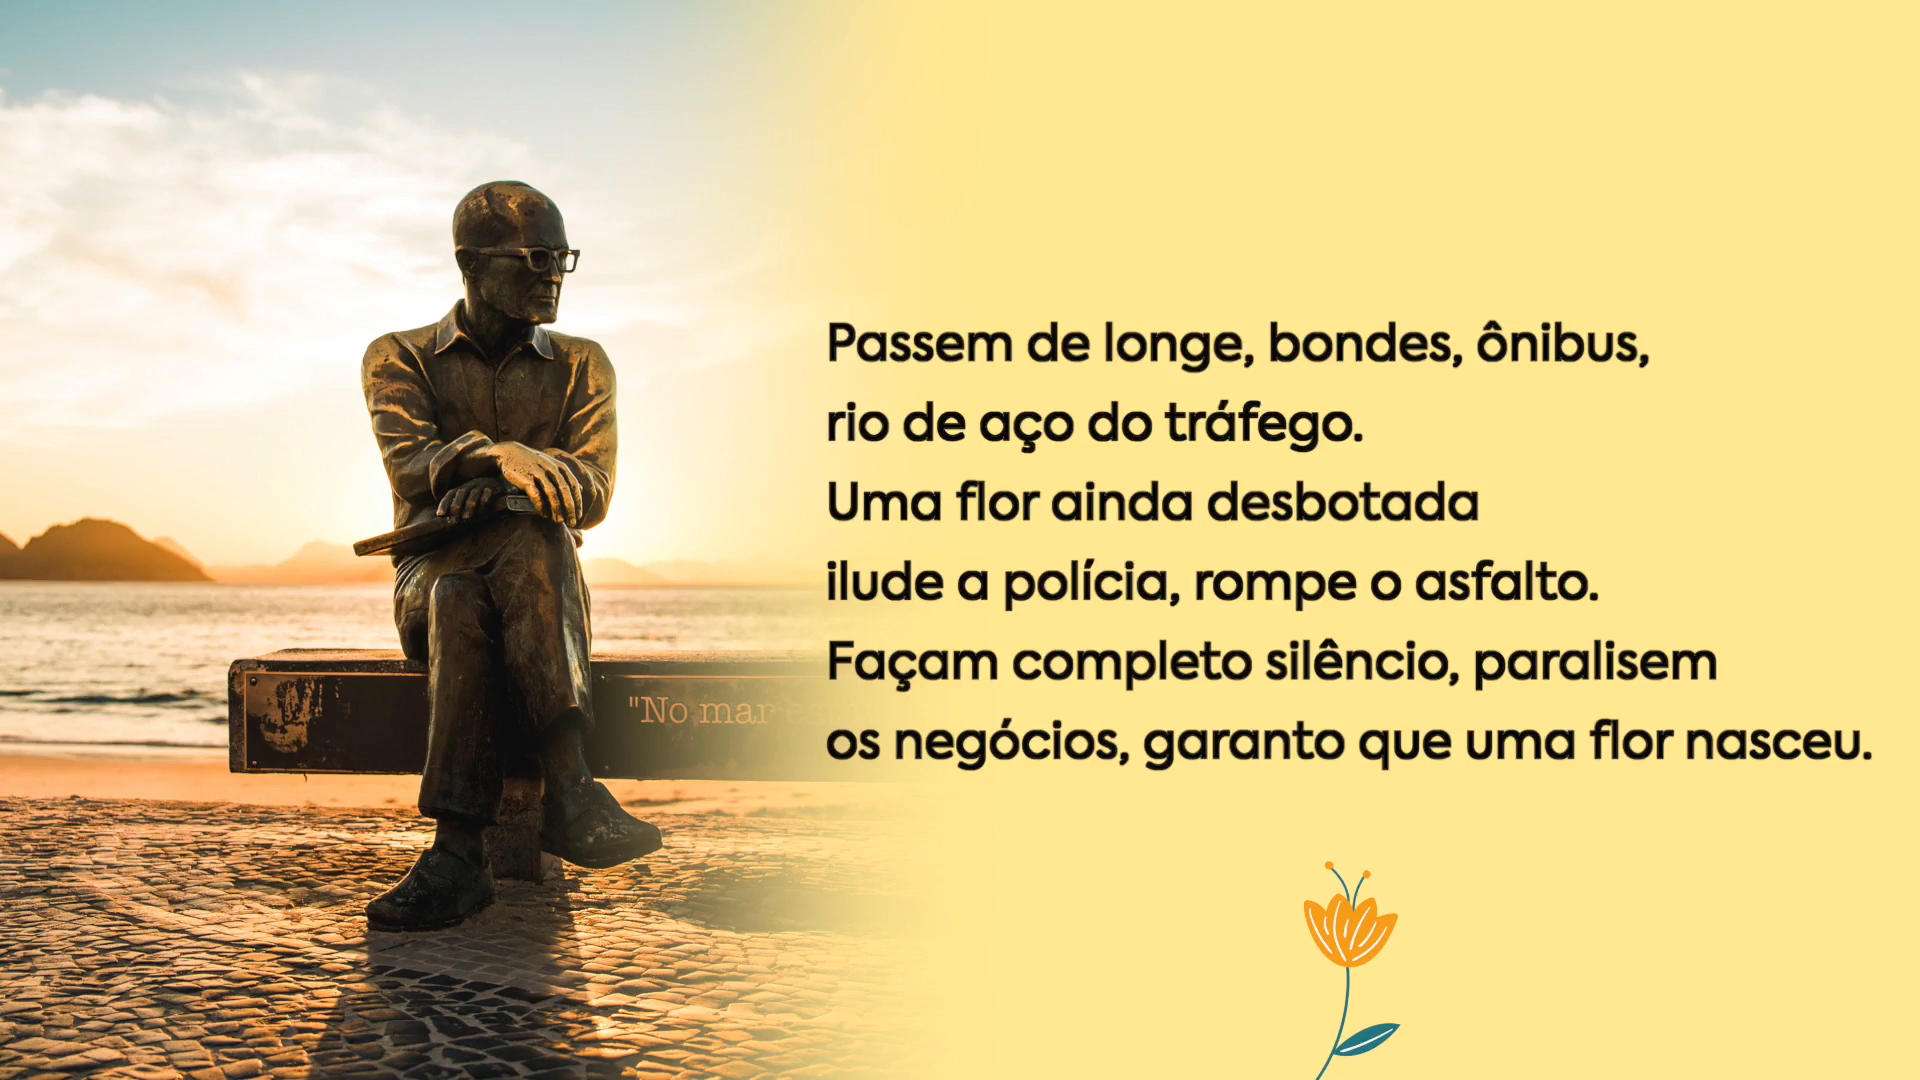 Passem de longe, bondes, ônibus,
rio de aço do tráfego.
Uma flor ainda desbotada
ilude a polícia, rompe o asfalto.
Façam completo silêncio, paralisem
os negócios, garanto que uma flor nasceu.
"No mar